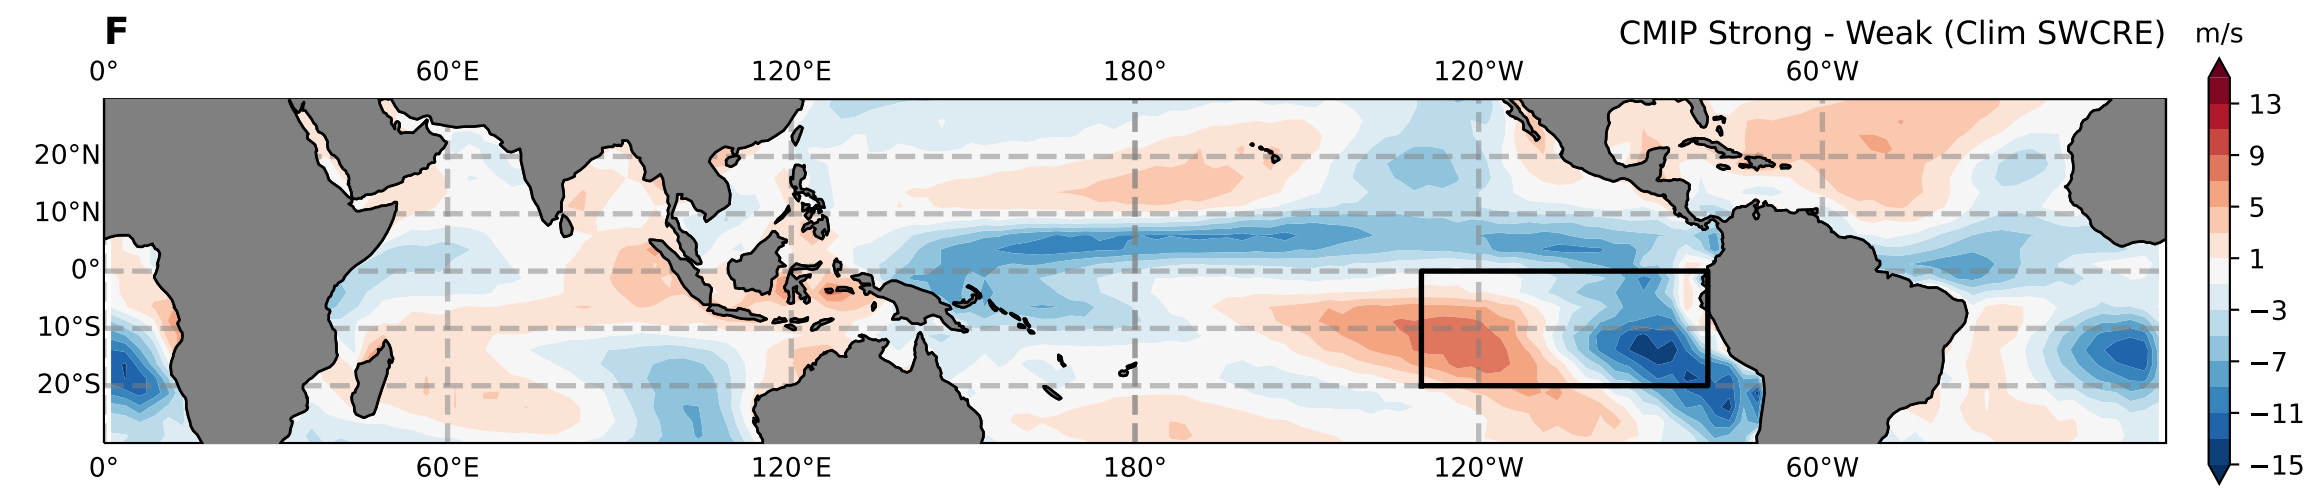 F
CMIP Strong - Weak (Clim SWCRE)
m/s
0° 60°E 120°E 180° 120°W 60°W
20°N
10°N
0°
10°S
20°S
0° 60°E 120°E 180° 120°W 60°W
13
9
5
1
−3
−7
−11
−15